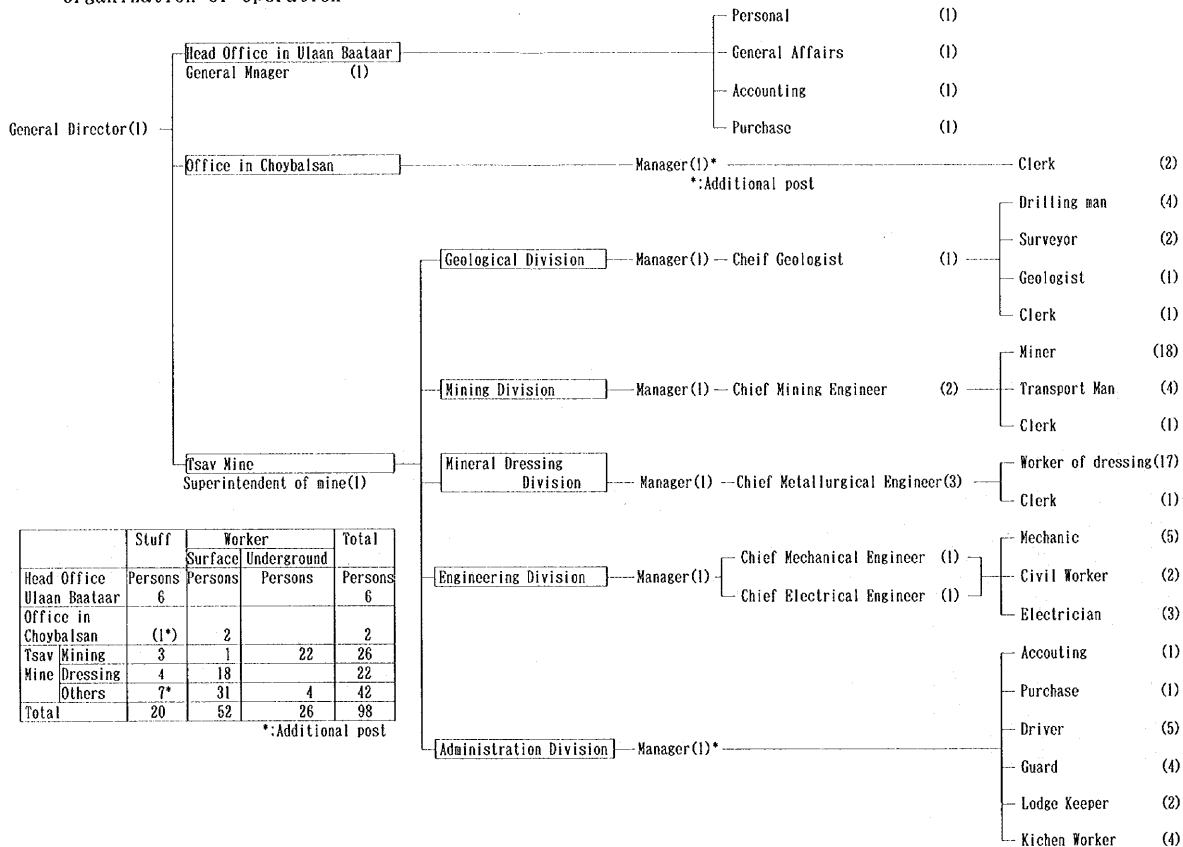 Organization of Operation
Personal (1)
Head Office in Ulaan Baataar
General Affairs (1)
General Mnager (1)
Accounting (1)
General Director(1)
Purchase (1)
Office in Choybalsan
Manager(1)*
Clerk (2)
*:Additional post
Drilling man (4)
Surveyor (2)
Geological Division
Manager(1)
Cheif Geologist (1)
Geologist (1)
Clerk (1)
Miner (18)
Mining Division
Manager(1)
Chief Mining Engineer (2)
Transport Man (4)
Clerk (1)
Tsav Mine
Superintendent of mine(1)
Mineral Dressing
Division
Manager(1)
Chief Metallurgical Engineer(3)
Worker of dressing(17)
Clerk (1)
Mechanic (5)
Engineering Division
Manager(1)
Chief Mechanical Engineer (1)
Chief Electrical Engineer (1)
Civil Worker (2)
Electrician (3)
Accouting (1)
Purchase (1)
Driver (5)
Administration Division
Manager(1)*
Guard (4)
Lodge Keeper (2)
Kichen Worker (4)
Stuff Worker Total
Surface Underground
Head Office Persons Persons Persons Persons
Ulaan Baatar 6 6
Office in
Choybalsan (1*) 2 2
Tsav Mining 3 1 22 26
Mine Dressing 4 18 22
Others 7* 31 4 42
Total 20 52 26 98
*:Additional post